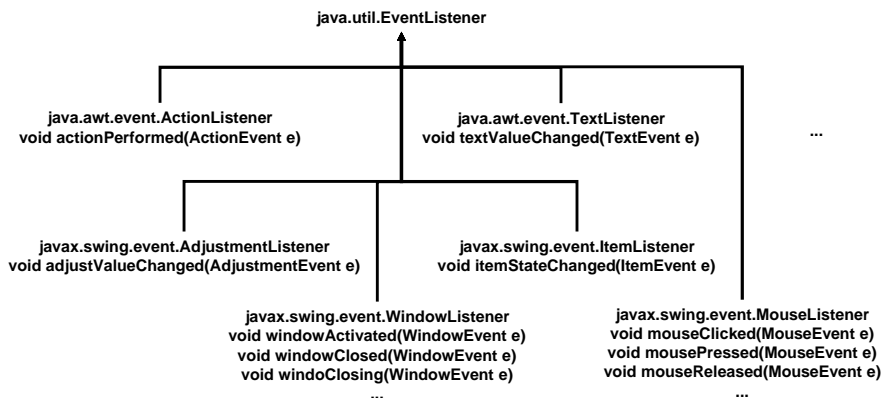 java.util.EventListener
java.awt.event.ActionListener
void actionPerformed(ActionEvent e)
java.awt.event.TextListener
void textValueChanged(TextEvent e)
...
javax.swing.event.AdjustmentListener
void adjustValueChanged(AdjustmentEvent e)
javax.swing.event.ItemListener
void itemStateChanged(ItemEvent e)
javax.swing.event.WindowListener
void windowActivated(WindowEvent e)
void windowClosed(WindowEvent e)
void windoClosing(WindowEvent e)
...
javax.swing.event.MouseListener
void mouseClicked(MouseEvent e)
void mousePressed(MouseEvent e)
void mouseReleased(MouseEvent e)
...